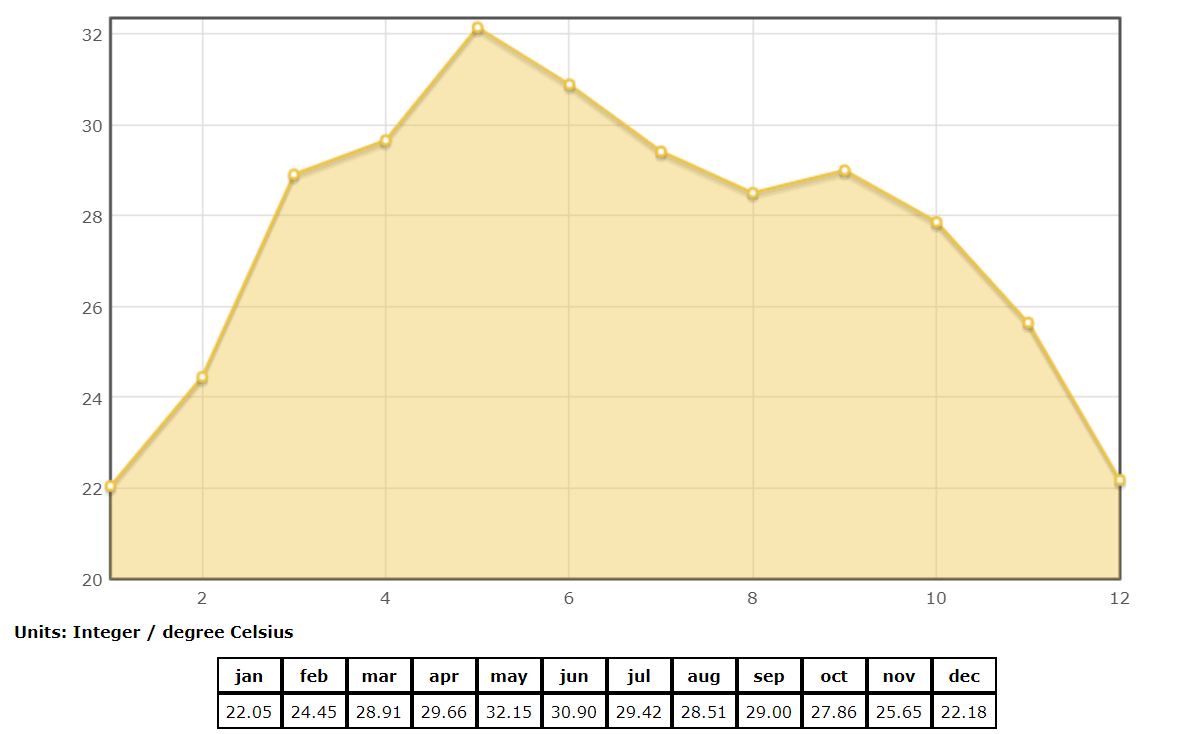 32
30
28
26
24
22
20
2 4 6 8 10 12
Units: Integer / degree Celsius
jan feb mar apr may jun jul aug sep oct nov dec
22.05 24.45 28.91 29.66 32.15 30.90 29.42 28.51 29.00 27.86 25.65 22.18